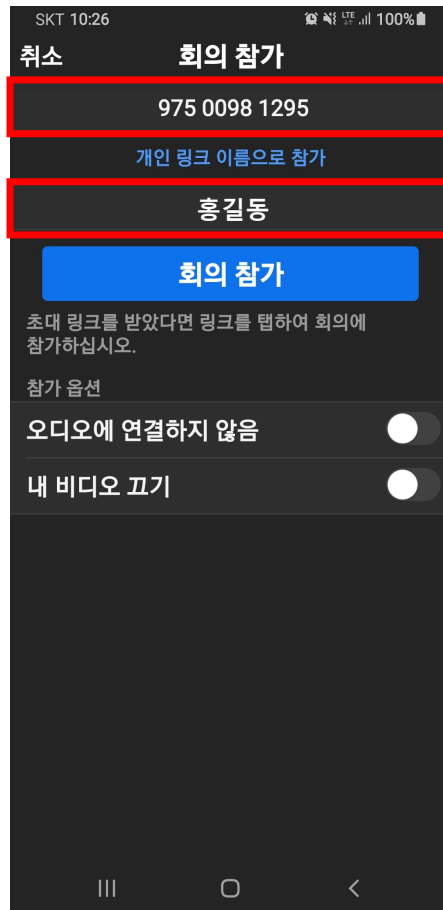 SKT 10:26 LTE 100%
취소 회의 참가
975 0098 1295
개인 링크 이름으로 참가
홍길동
회의 참가
초대 링크를 받았다면 링크를 탭하여 회의에
참가하십시오.
참가 옵션
오디오에 연결하지 않음
내 비디오 끄기